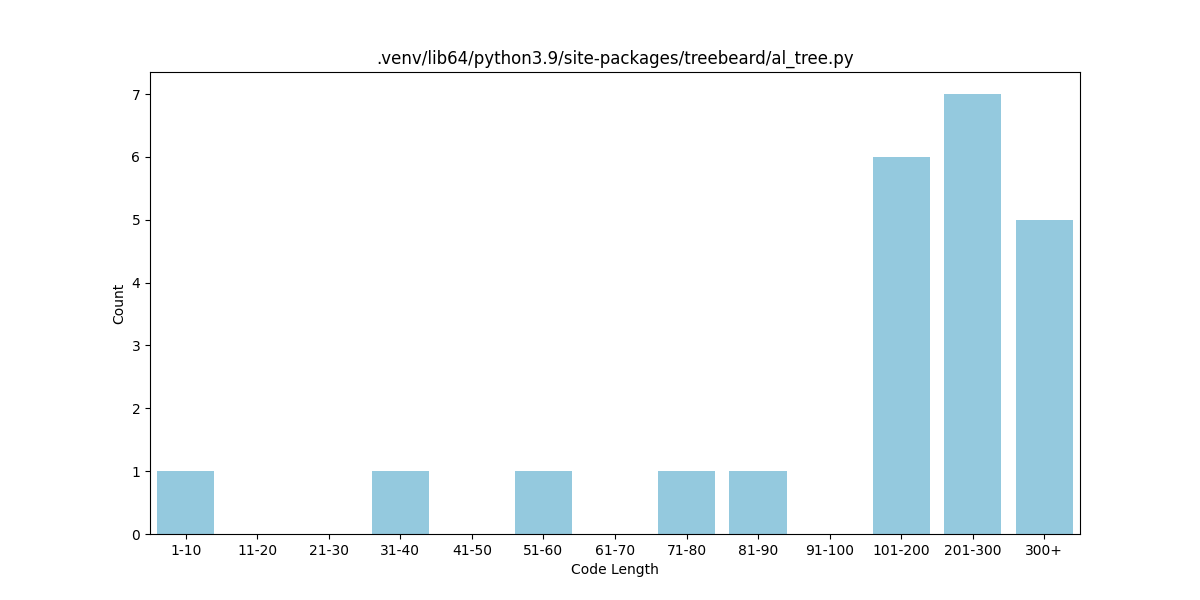 .venv/lib64/python3.9/site-packages/treebeard/al_tree.py
7
6
5
4
3
2
1
0
Count
1-10 11-20 21-30 31-40 41-50 51-60 61-70 71-80 81-90 91-100 101-200 201-300 300+
Code Length